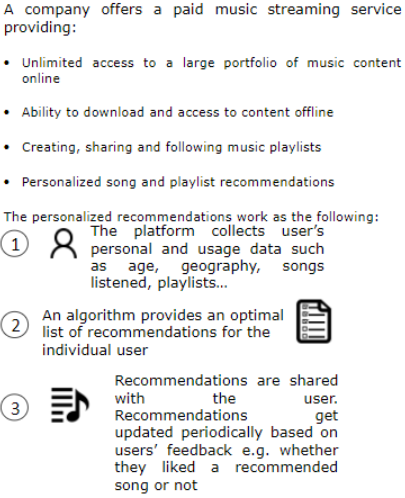 A company offers a paid music streaming service
providing:
• Unlimited access to a large portfolio of music content
online
• Ability to download and access to content offline
• Creating, sharing and following music playlists
• Personalized song and playlist recommendations
The personalized recommendations work as the following:
1
The platform collects user’s
personal and usage data such
as age, geography, songs
listened, playlists…
2
An algorithm provides an optimal
list of recommendations for the
individual user
3
Recommendations are shared
with the user.
Recommendations get
updated periodically based on
users’ feedback e.g. whether
they liked a recommended
song or not